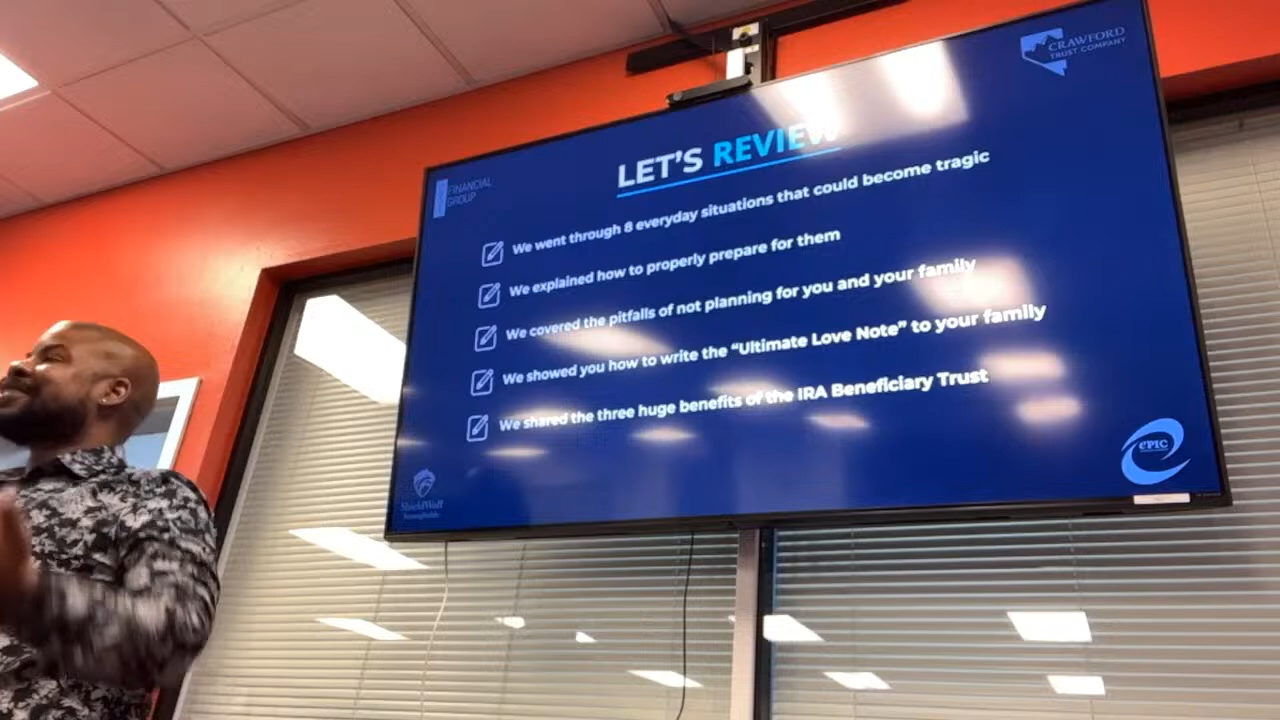 CRAWFORD
TRUST COMPANY
FINANCIAL
GROUP
LET'S REVIEW
We went through 8 everyday situations that could become tragic
We explained how to properly prepare for them
We covered the pitfalls of not planning for you and your family
We showed you how to write the “Ultimate Love Note” to your family
We shared the three huge benefits of the IRA Beneficiary Trust
ePIC
ShieldWolf